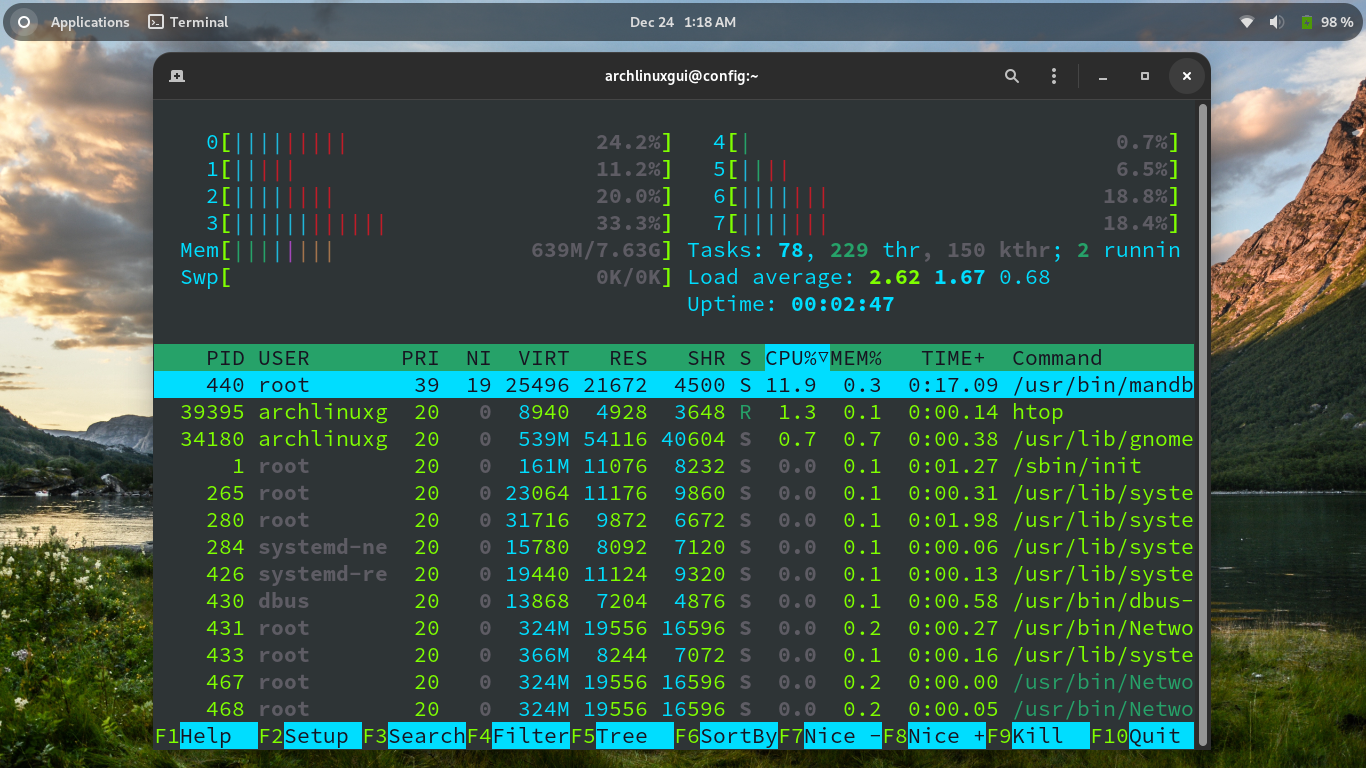 Applications Terminal Dec 24 1:18 AM 98 %
archlinuxgui@config:~
0[||||||||| 24.2%] 4[| 0.7%]
1[||||| 11.2%] 5[|||| 6.5%]
2[|||||||| 20.0%] 6[||||||| 18.8%]
3[|||||||||||| 33.3%] 7[||||||| 18.4%]
Mem[|||||||| 639M/7.63G] Tasks: 78, 229 thr, 150 kthr; 2 runnin
Swp[ 0K/0K] Load average: 2.62 1.67 0.68
Uptime: 00:02:47
PID USER PRI NI VIRT RES SHR S CPU%▽MEM% TIME+ Command
440 root 39 19 25496 21672 4500 S 11.9 0.3 0:17.09 /usr/bin/mandb
39395 archlinuxg 20 0 8940 4928 3648 R 1.3 0.1 0:00.14 htop
34180 archlinuxg 20 0 539M 54116 40604 S 0.7 0.7 0:00.38 /usr/lib/gnome
1 root 20 0 161M 11076 8232 S 0.0 0.1 0:01.27 /sbin/init
265 root 20 0 23064 11176 9860 S 0.0 0.1 0:00.31 /usr/lib/syste
280 root 20 0 31716 9872 6672 S 0.0 0.1 0:01.98 /usr/lib/syste
284 systemd-ne 20 0 15780 8092 7120 S 0.0 0.1 0:00.06 /usr/lib/syste
426 systemd-re 20 0 19440 11124 9320 S 0.0 0.1 0:00.13 /usr/lib/syste
430 dbus 20 0 13868 7204 4876 S 0.0 0.1 0:00.58 /usr/bin/dbus-
431 root 20 0 324M 19556 16596 S 0.0 0.2 0:00.27 /usr/bin/Netwo
433 root 20 0 366M 8244 7072 S 0.0 0.1 0:00.16 /usr/lib/syste
467 root 20 0 324M 19556 16596 S 0.0 0.2 0:00.00 /usr/bin/Netwo
468 root 20 0 324M 19556 16596 S 0.0 0.2 0:00.05 /usr/bin/Netwo
F1Help F2Setup F3SearchF4FilterF5Tree F6SortByF7Nice -F8Nice +F9Kill F10Quit